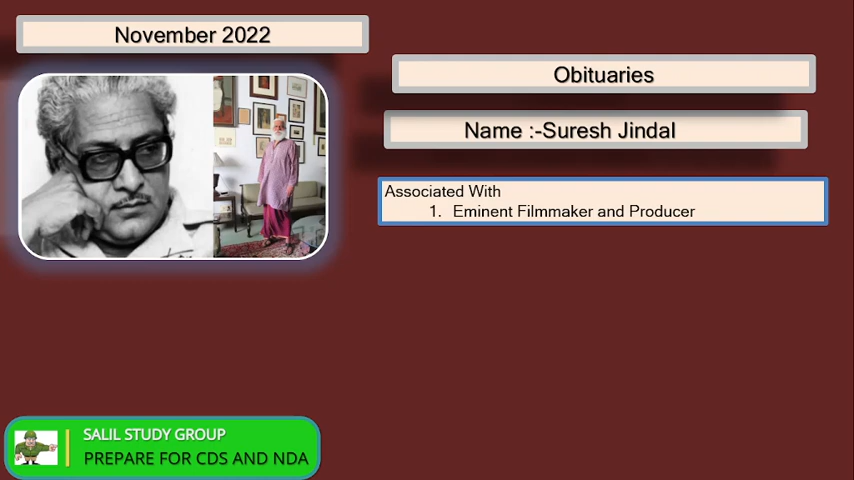 November 2022
Obituaries
Name :-Suresh Jindal
Associated With
1. Eminent Filmmaker and Producer
SALIL STUDY GROUP
PREPARE FOR CDS AND NDA